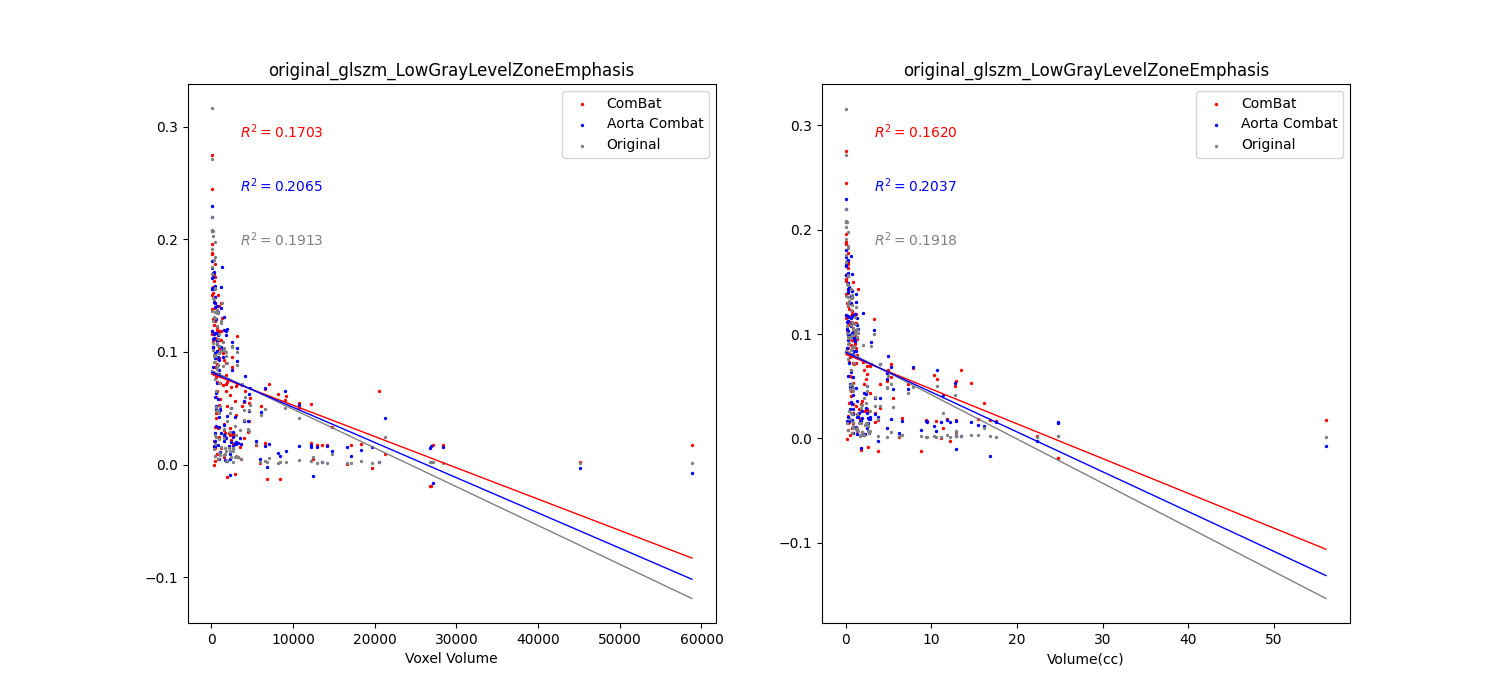 original_glszm_LowGrayLevelZoneEmphasis
ComBat
Aorta Combat
Original
R² = 0.1703
R² = 0.2065
R² = 0.1913
0.3
0.2
0.1
0.0
−0.1
0 10000 20000 30000 40000 50000 60000
Voxel Volume
original_glszm_LowGrayLevelZoneEmphasis
ComBat
Aorta Combat
Original
R² = 0.1620
R² = 0.2037
R² = 0.1918
0.3
0.2
0.1
0.0
−0.1
0 10 20 30 40 50
Volume(cc)